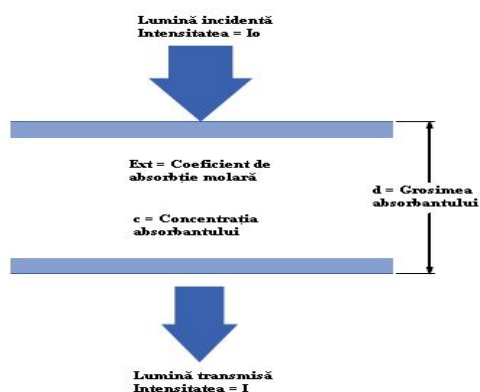 Lumină incidentă
Intensitatea = Io
Ext = Coeficient de
absorbție molară
d = Grosimea
absorbantului
c = Concentrația
absorbantului
Lumină transmisă
Intensitatea = I